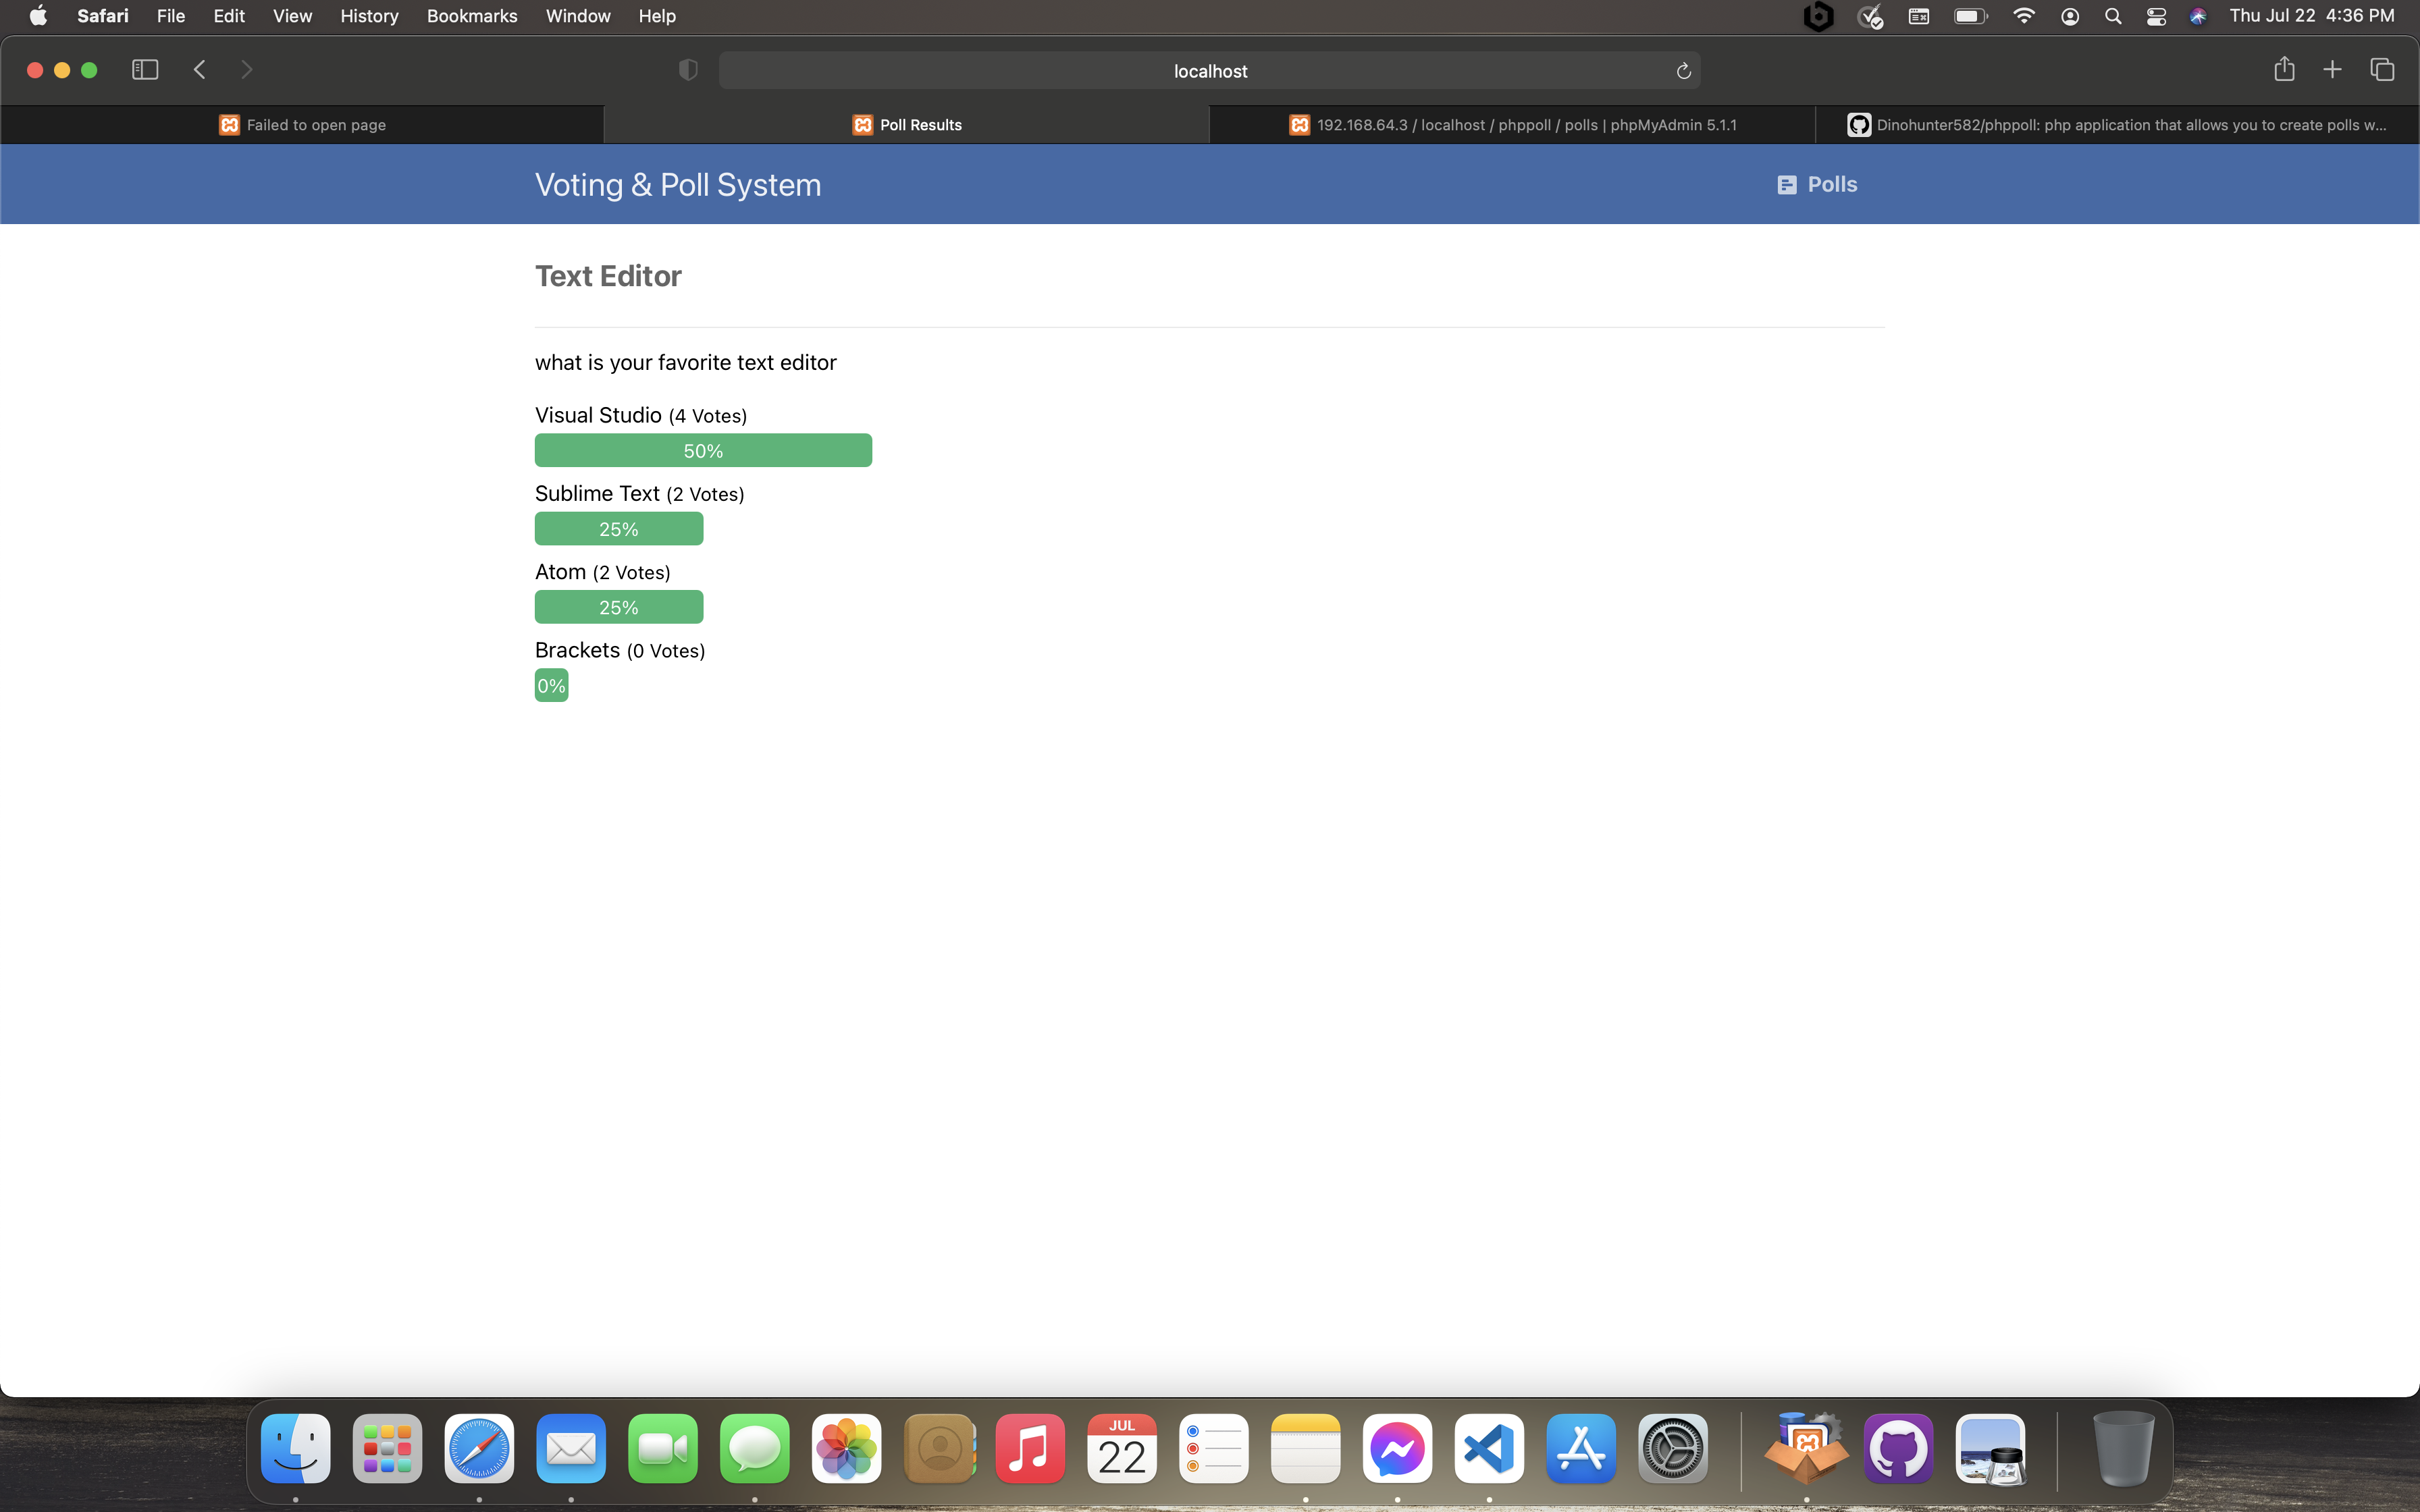 Safari File Edit View History Bookmarks Window Help Thu Jul 22 4:36 PM
localhost
Failed to open page
Poll Results
192.168.64.3 / localhost / phppoll / polls | phpMyAdmin 5.1.1
Dinohunter582/phppoll: php application that allows you to create polls w...
Voting & Poll System
Polls
Text Editor
what is your favorite text editor
Visual Studio (4 Votes)
50%
Sublime Text (2 Votes)
25%
Atom (2 Votes)
25%
Brackets (0 Votes)
0%
JUL
22